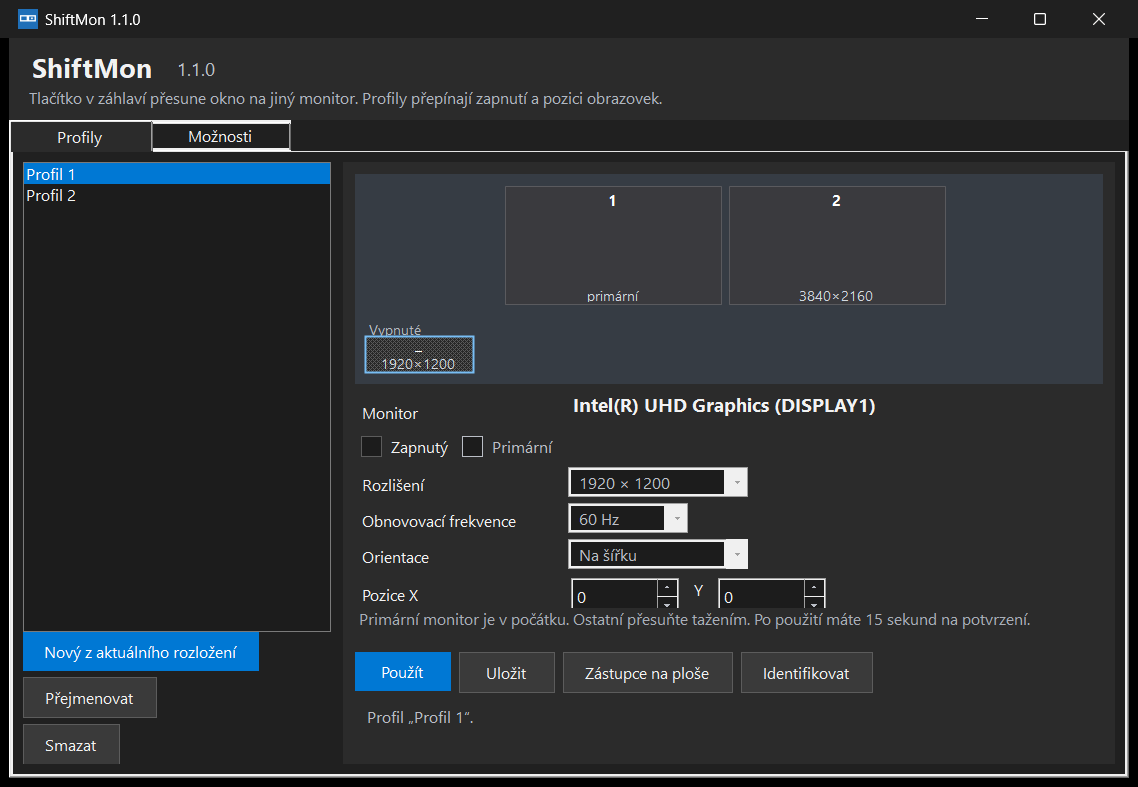 ShiftMon 1.1.0
ShiftMon 1.1.0
Tlačítko v záhlaví přesune okno na jiný monitor. Profily přepínají zapnutí a pozici obrazovek.
Profily Možnosti
Profil 1
Profil 2
Nový z aktuálního rozložení
Přejmenovat
Smazat
1
primární
2
3840×2160
Vypnuté
–
1920×1200
Monitor Intel(R) UHD Graphics (DISPLAY1)
Zapnutý Primární
Rozlišení 1920 × 1200
Obnovovací frekvence 60 Hz
Orientace Na šířku
Pozice X 0 Y 0
Primární monitor je v počátku. Ostatní přesuňte tažením. Po použití máte 15 sekund na potvrzení.
Použít Uložit Zástupce na ploše Identifikovat
Profil „Profil 1“.